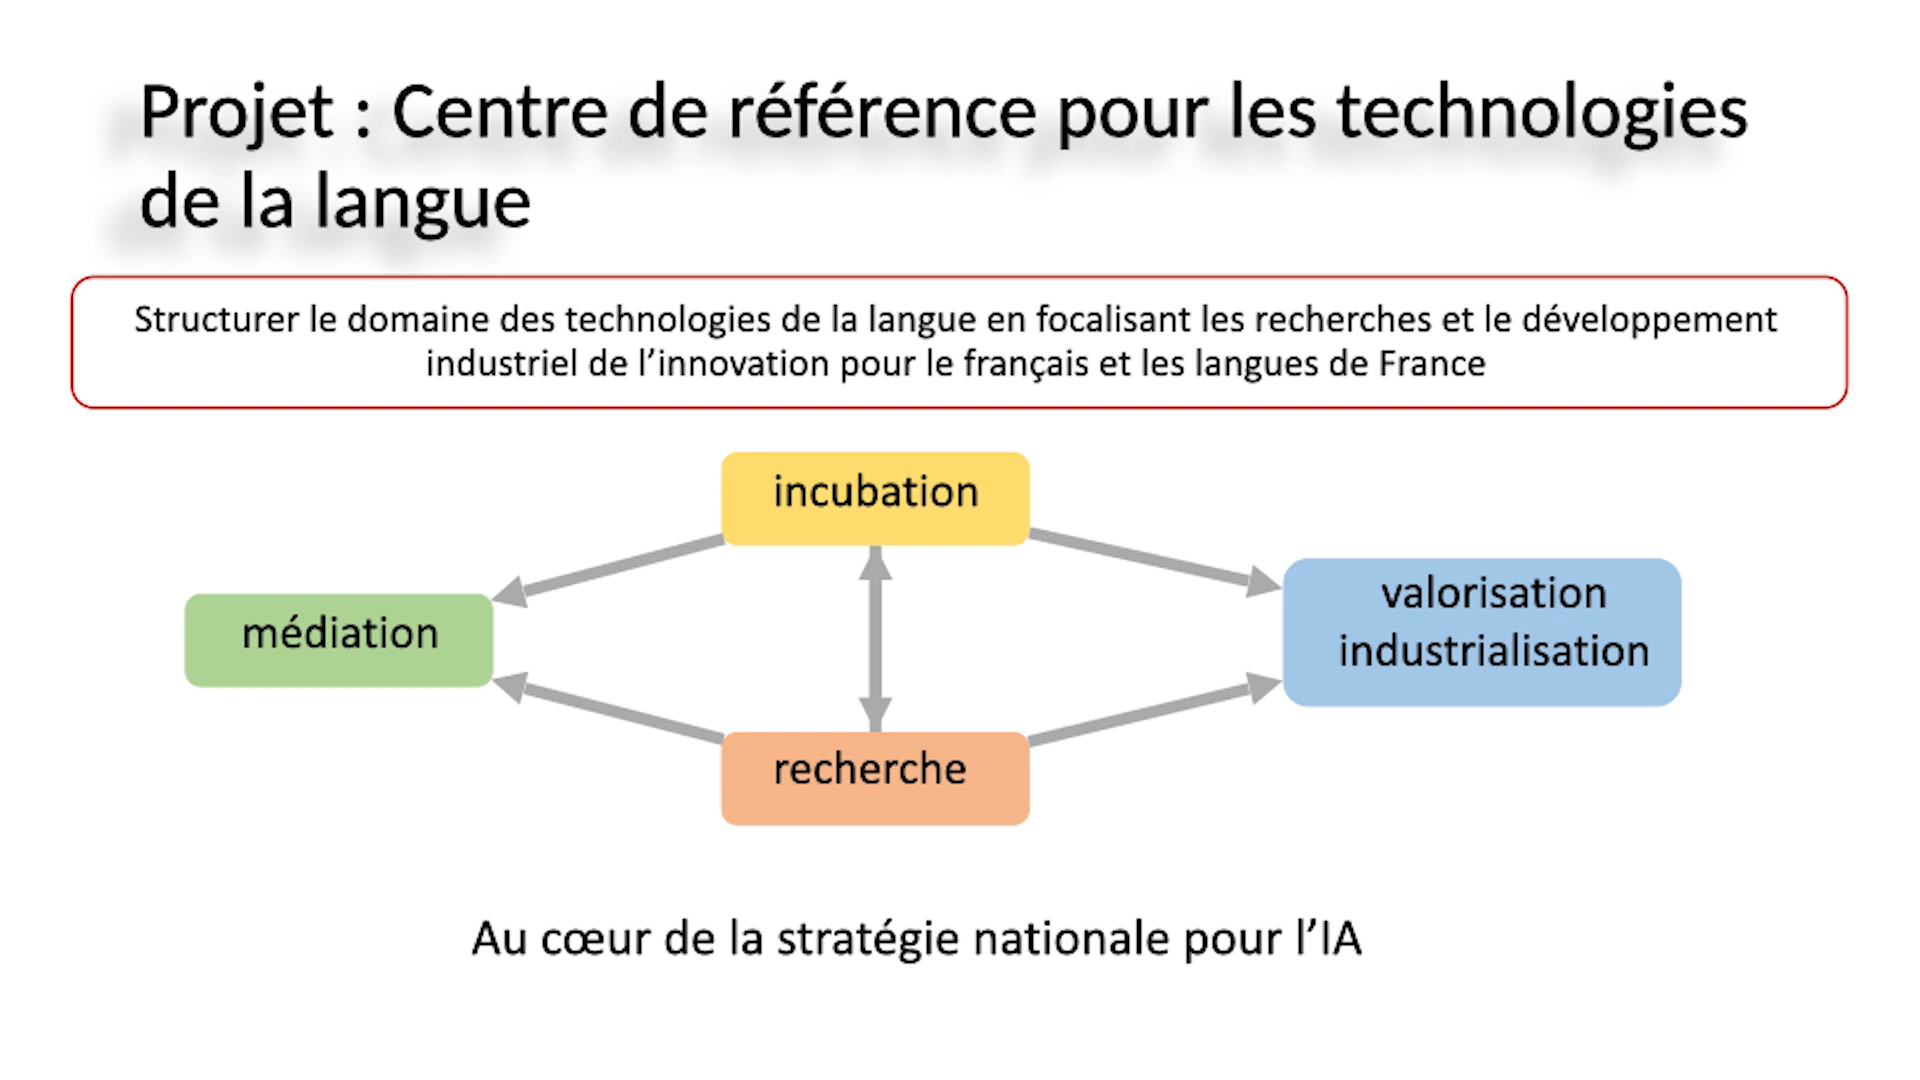 Projet : Centre de référence pour les technologies
de la langue
Structurer le domaine des technologies de la langue en focalisant les recherches et le développement
industriel de l’innovation pour le français et les langues de France
incubation
médiation
valorisation
industrialisation
recherche
Au cœur de la stratégie nationale pour l’IA